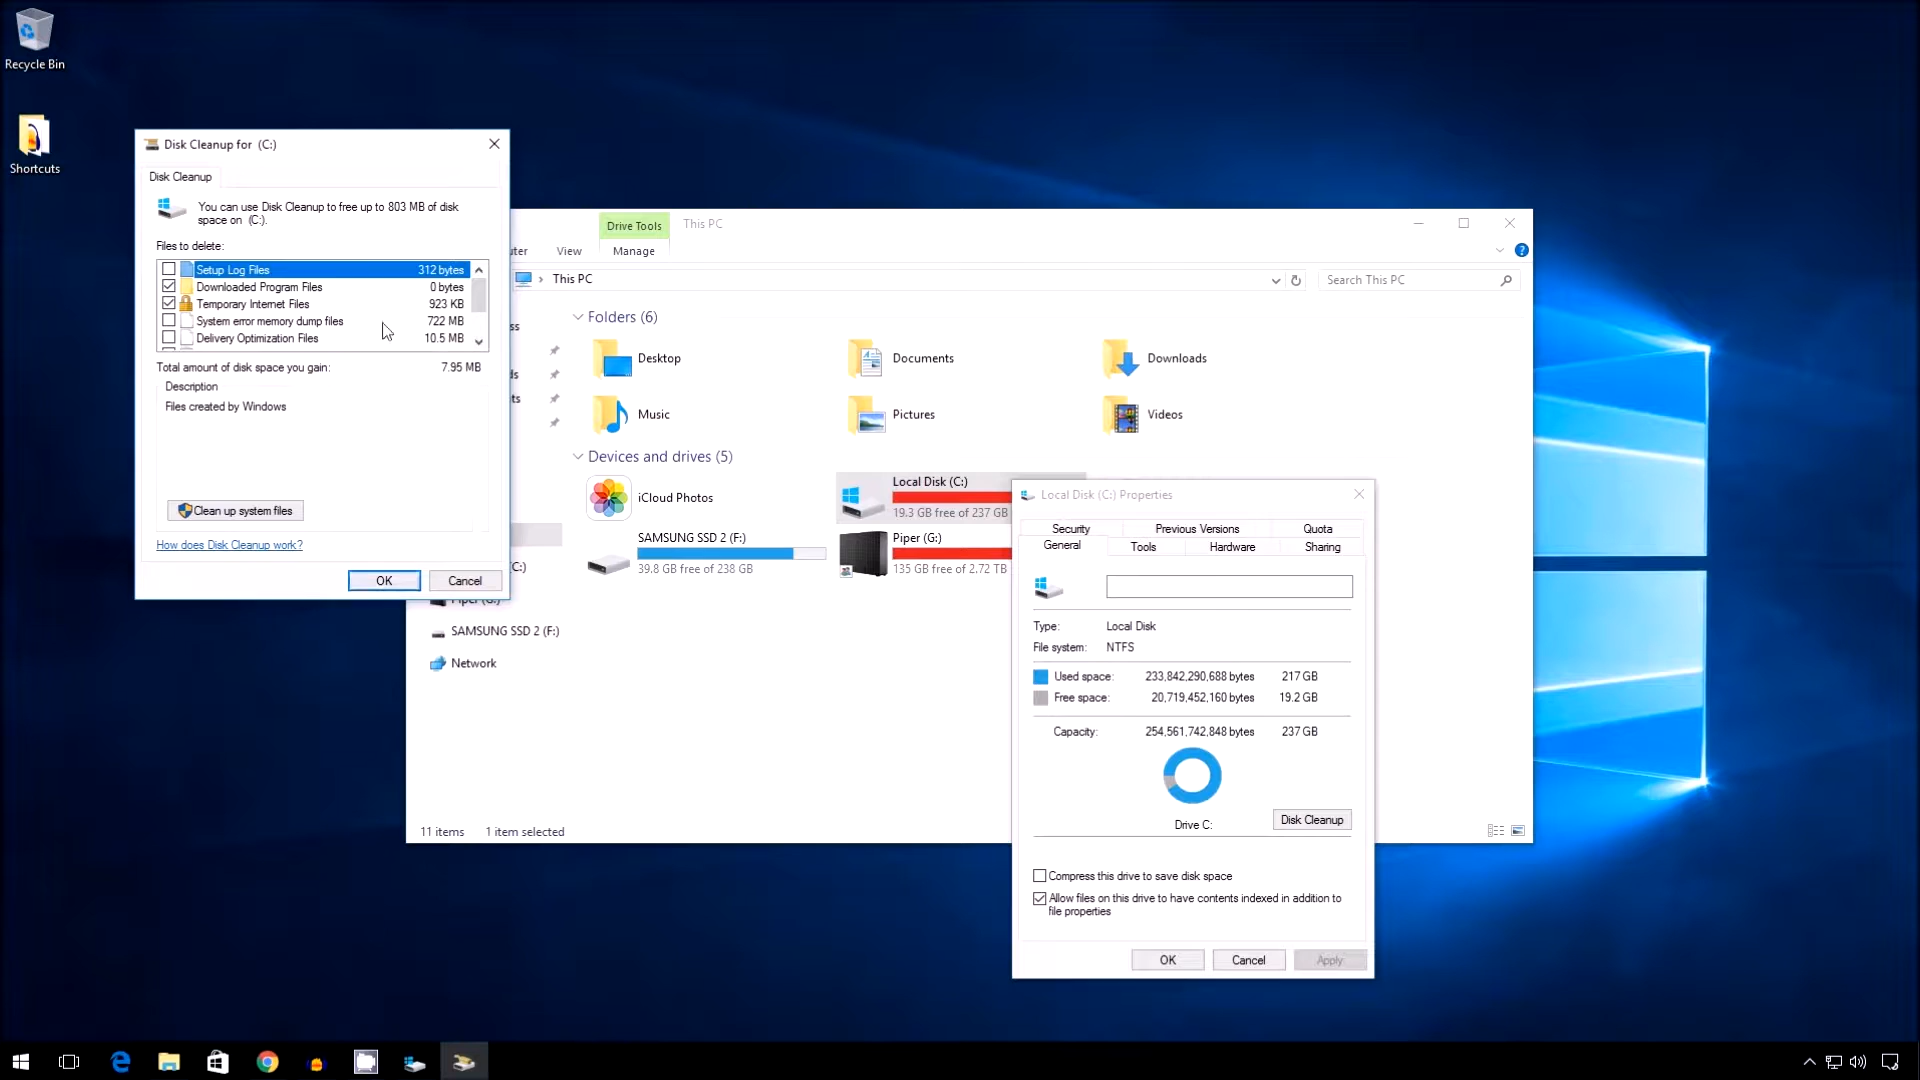 Recycle Bin
Shortcuts
Disk Cleanup for (C:)
Disk Cleanup
You can use Disk Cleanup to free up to 803 MB of disk
space on (C:).
Files to delete:
Setup Log Files 312 bytes
Downloaded Program Files 0 bytes
Temporary Internet Files 923 KB
System error memory dump files 722 MB
Delivery Optimization Files 10.5 MB
Total amount of disk space you gain: 7.95 MB
Description
Files created by Windows
Clean up system files
How does Disk Cleanup work?
OK Cancel
Drive Tools This PC
uter View Manage
This PC Search This PC
ss
ds
ts
(C:)
Piper (G:)
SAMSUNG SSD 2 (F:)
Network
Folders (6)
Desktop Documents Downloads
Music Pictures Videos
Devices and drives (5)
iCloud Photos
Local Disk (C:)
19.3 GB free of 237 GB
SAMSUNG SSD 2 (F:)
39.8 GB free of 238 GB
Piper (G:)
135 GB free of 2.72 TB
11 items 1 item selected
Local Disk (C:) Properties
Security Previous Versions Quota
General Tools Hardware Sharing
Type: Local Disk
File system: NTFS
Used space: 233,842,290,688 bytes 217 GB
Free space: 20,719,452,160 bytes 19.2 GB
Capacity: 254,561,742,848 bytes 237 GB
Drive C:
Disk Cleanup
Compress this drive to save disk space
Allow files on this drive to have contents indexed in addition to
file properties
OK Cancel Apply